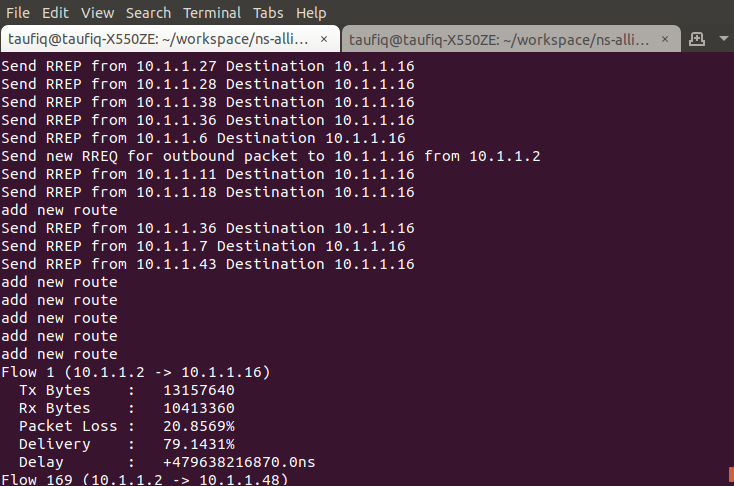 File Edit View Search Terminal Tabs Help
taufiq@taufiq-X550ZE: ~/workspace/ns-alli... × taufiq@taufiq-X550ZE: ~/workspace/ns-alli... ×
Send RREP from 10.1.1.27 Destination 10.1.1.16
Send RREP from 10.1.1.28 Destination 10.1.1.16
Send RREP from 10.1.1.38 Destination 10.1.1.16
Send RREP from 10.1.1.36 Destination 10.1.1.16
Send RREP from 10.1.1.6 Destination 10.1.1.16
Send new RREQ for outbound packet to 10.1.1.16 from 10.1.1.2
Send RREP from 10.1.1.11 Destination 10.1.1.16
Send RREP from 10.1.1.18 Destination 10.1.1.16
add new route
Send RREP from 10.1.1.36 Destination 10.1.1.16
Send RREP from 10.1.1.7 Destination 10.1.1.16
Send RREP from 10.1.1.43 Destination 10.1.1.16
add new route
add new route
add new route
add new route
add new route
Flow 1 (10.1.1.2 -> 10.1.1.16)
Tx Bytes : 13157640
Rx Bytes : 10413360
Packet Loss : 20.8569%
Delivery : 79.1431%
Delay : +479638216870.0ns
Flow 169 (10.1.1.2 -> 10.1.1.48)